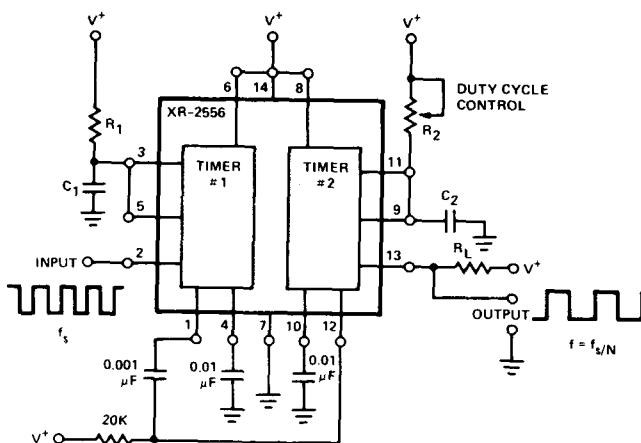 V+
V+
V+
6
14
8
XR-2556
DUTY CYCLE
CONTROL
R1
R2
3
TIMER
#1
TIMER
#2
11
C1
5
9
C2
INPUT
2
13
RL
V+
OUTPUT
fs
f = fs/N
1
4
7
10
12
0.001
µF
0.01
µF
0.01
µF
V+
20K